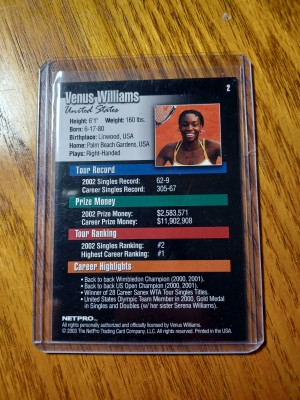 2
Venus Williams
United States
Height: 6'1" Weight: 160 lbs.
Born: 6-17-80
Birthplace: Linwood, USA
Home: Palm Beach Gardens, USA
Plays: Right-Handed
Tour Record
2002 Singles Record: 62-9
Career Singles Record: 305-67
Prize Money
2002 Prize Money: $2,583,571
Career Prize Money: $11,902,908
Tour Ranking
2002 Singles Ranking: #2
Highest Career Ranking: #1
Career Highlights
• Back to back Wimbledon Champion (2000, 2001).
• Back to back US Open Champion (2000, 2001).
• Winner of 28 Career Sanex WTA Tour Singles Titles.
• United States Olympic Team Member in 2000, Gold Medal
in Singles and Doubles (w/ her sister Serena Williams).
NETPRO™
All rights personally authorized and officially licensed by Venus Williams.
© 2003 The NetPro Trading Card Company, LLC. All rights reserved. Printed in the USA.